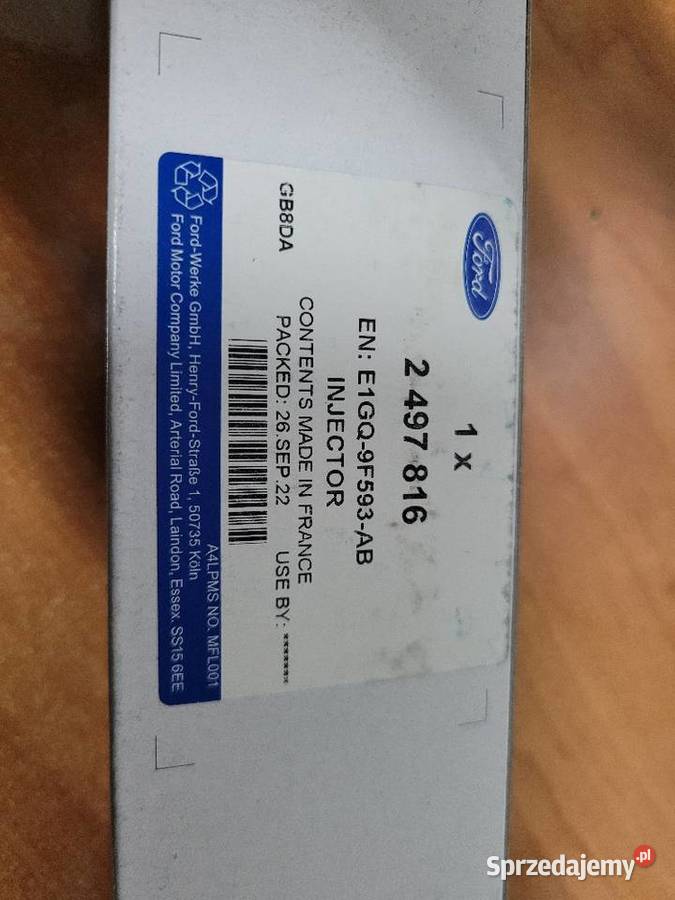 Ford
1 x
2 497 816
EN: E1GQ-9F593-AB
INJECTOR
CONTENTS MADE IN FRANCE
GB8DA PACKED: 26.SEP.22 USE BY: *******
A4LPMS NO. MFL001
Ford-Werke GmbH, Henry-Ford-Straße 1, 50735 Köln
Ford Motor Company Limited, Arterial Road, Laindon, Essex. SS15 6EE
Sprzedajemy.pl